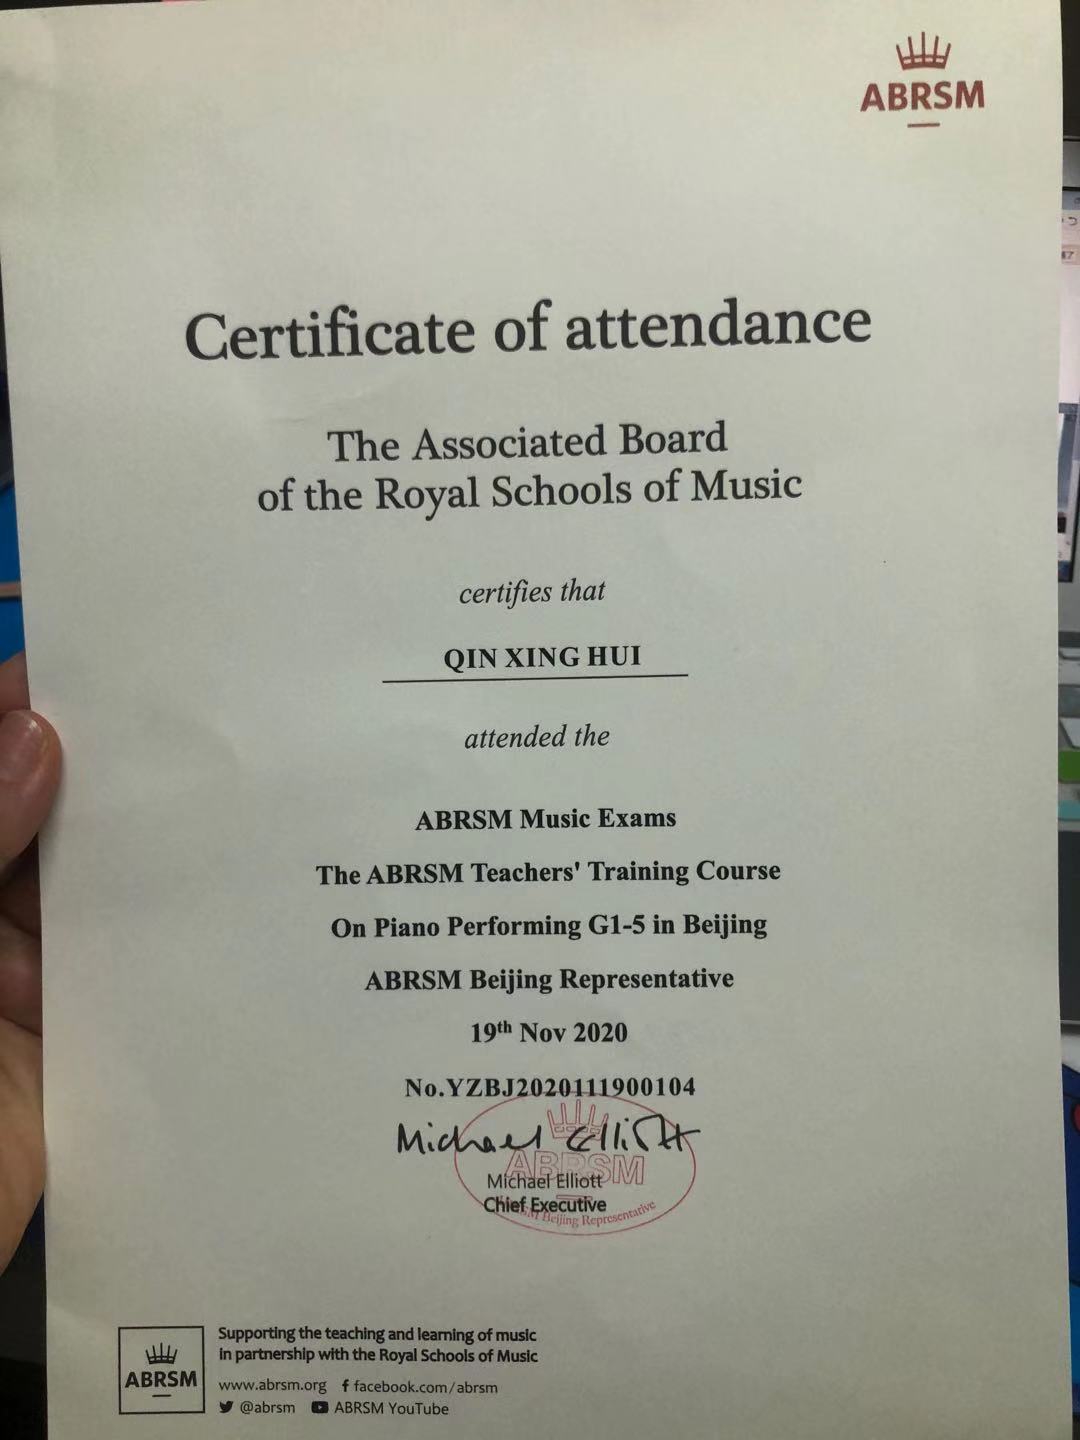 ABRSM
Certificate of attendance
The Associated Board
of the Royal Schools of Music
certifies that
QIN XING HUI
attended the
ABRSM Music Exams
The ABRSM Teachers' Training Course
On Piano Performing G1-5 in Beijing
ABRSM Beijing Representative
19th Nov 2020
No.YZBJ2020111900104
Michael Elliott
ABRSM
Michael Elliott
Chief Executive
Beijing Representative
ABRSM
Supporting the teaching and learning of music
in partnership with the Royal Schools of Music
www.abrsm.org facebook.com/abrsm
@abrsm ABRSM YouTube